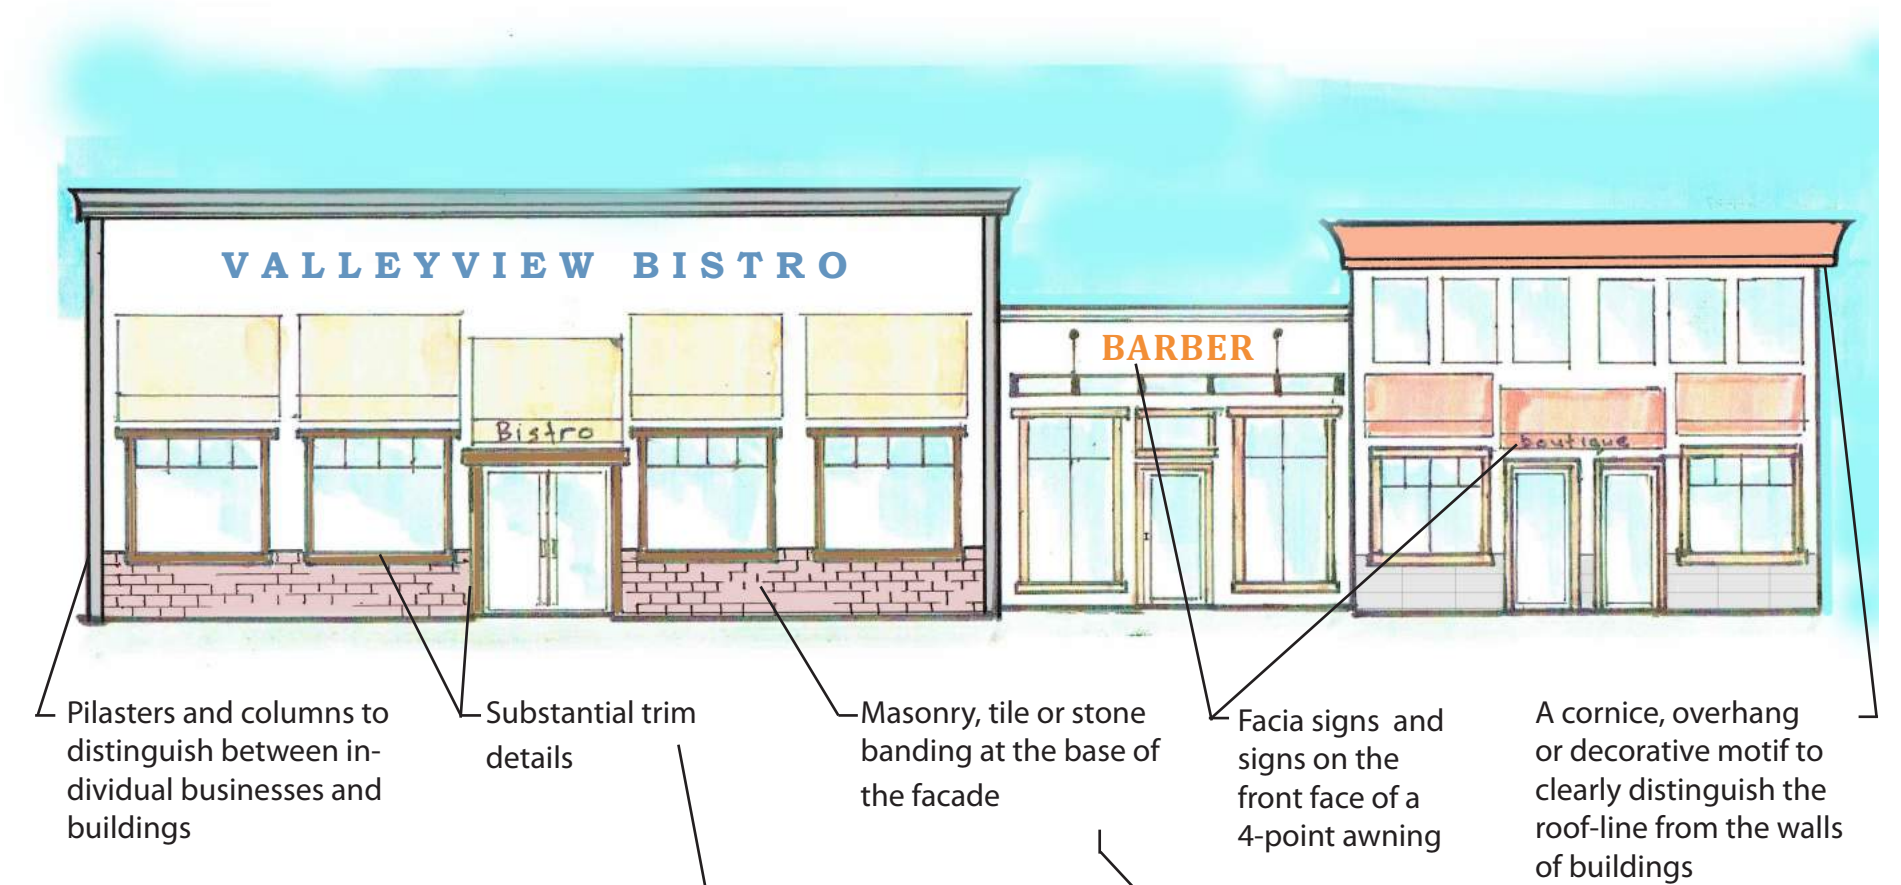 VALLEYVIEW BISTRO
Bistro
BARBER
boutique
Pilasters and columns to
distinguish between in-
dividual businesses and
buildings
Substantial trim
details
Masonry, tile or stone
banding at the base of
the facade
Facia signs and
signs on the
front face of a
4-point awning
A cornice, overhang
or decorative motif to
clearly distinguish the
roof-line from the walls
of buildings